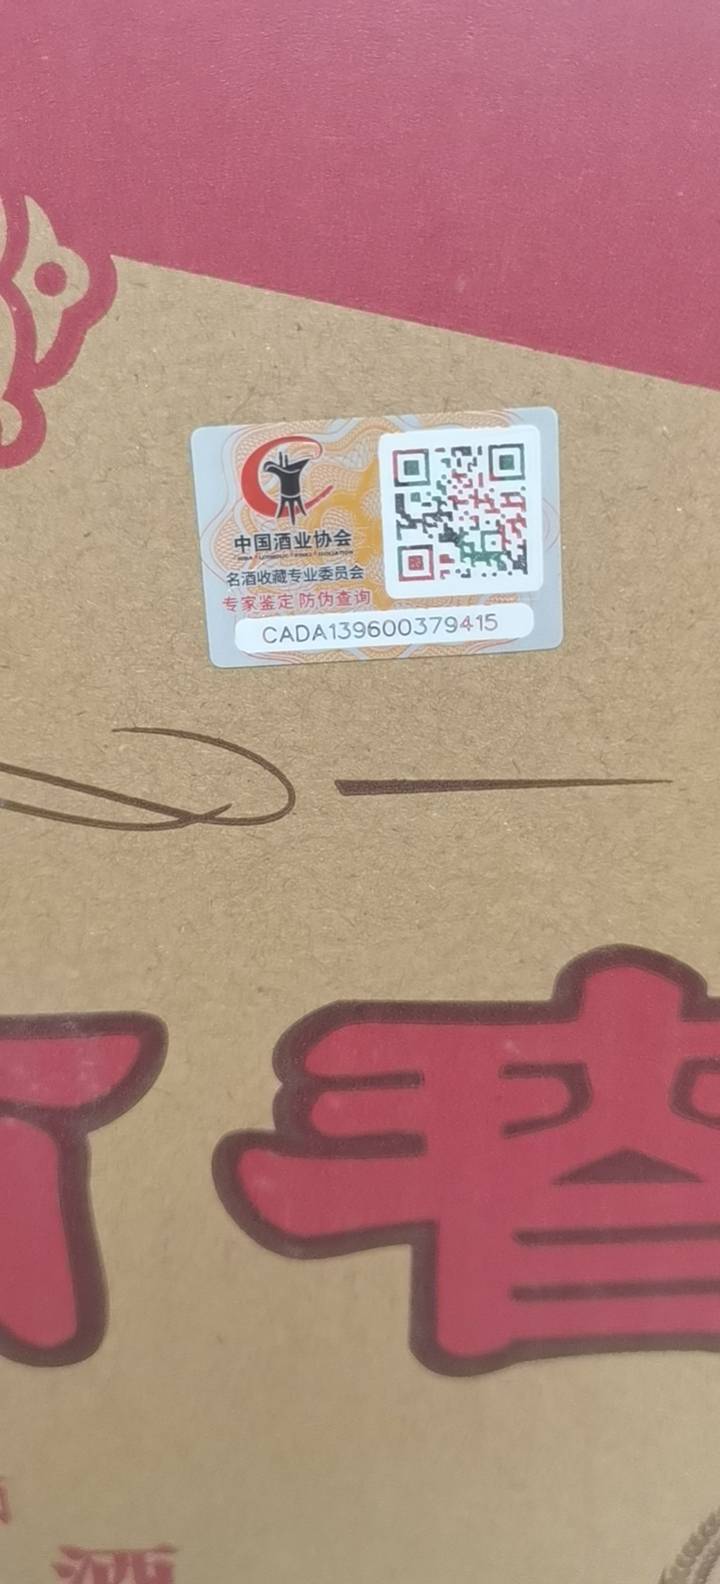 中国酒业协会
名酒收藏专业委员会
专家鉴定 防伪查询
CADA139600379415
酒